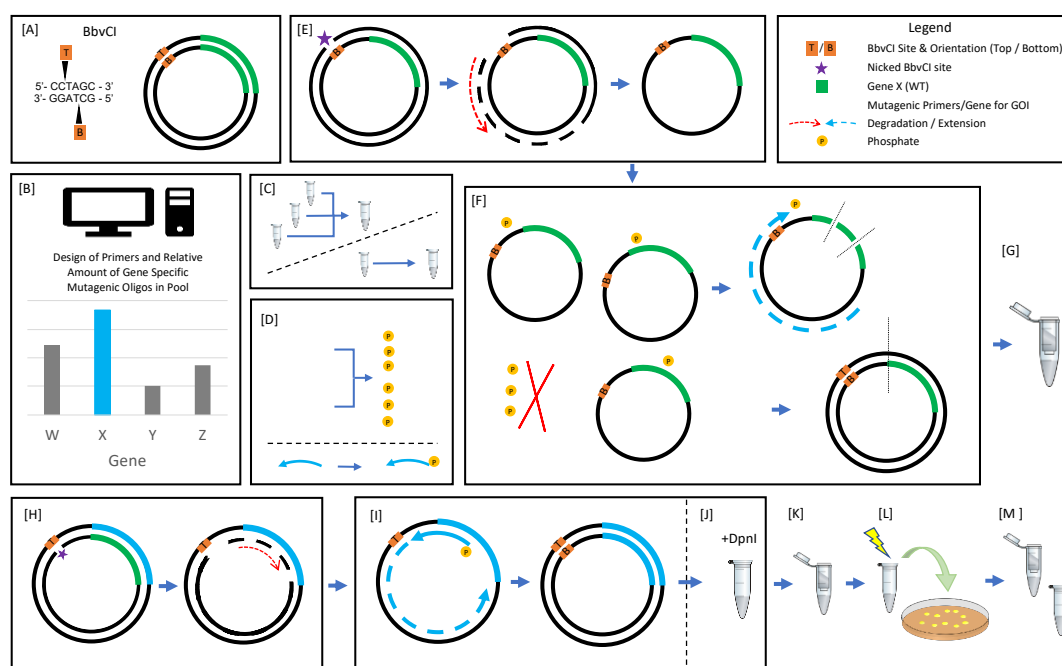 [A]
BbvCI
T
5'- CCTAGC - 3'
3'- GGATCG - 5'
B
T
B
[E]
T
B
B
B
Legend
T / B
BbvCI Site & Orientation (Top / Bottom)
Nicked BbvCI site
Gene X (WT)
Mutagenic Primers/Gene for GOI
Degradation / Extension
P
Phosphate
[B]
Design of Primers and Relative
Amount of Gene Specific
Mutagenic Oligos in Pool
W
X
Y
Z
Gene
[C]
[D]
P
P
P
P
P
P
P
[F]
P
B
P
B
P
B
P
P
P
P
B
T
B
[G]
[H]
T
T
[I]
T
P
T
B
[J]
+DpnI
[K]
[L]
[M ]